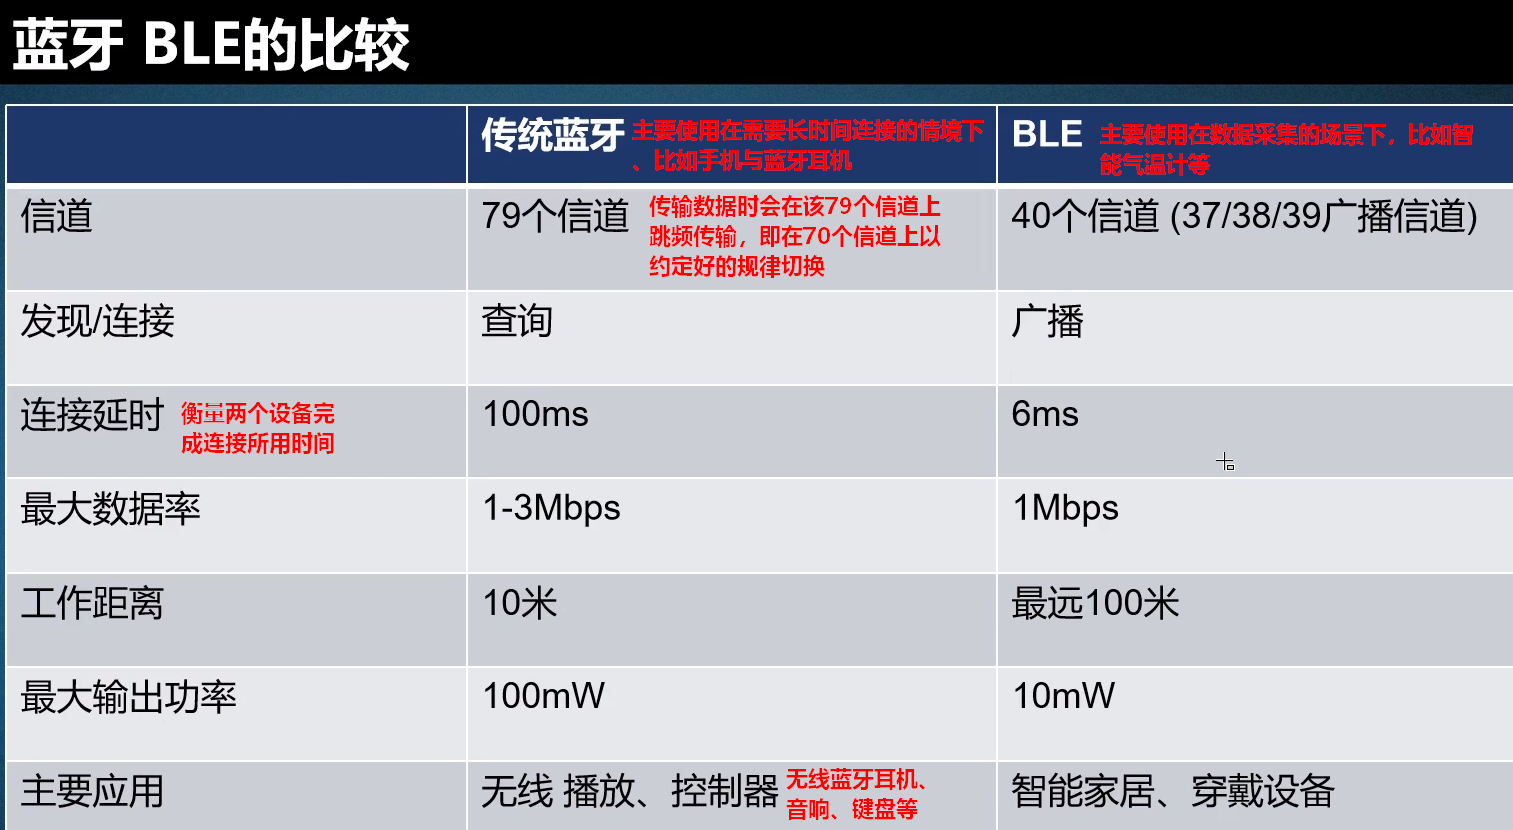 蓝牙 BLE的比较
传统蓝牙 主要使用在需要长时间连接的情境下
、比如手机与蓝牙耳机
BLE 主要使用在数据采集的场景下，比如智
能气温计等
信道
79个信道 传输数据时会在该79个信道上
跳频传输，即在70个信道上以
约定好的规律切换
40个信道 (37/38/39广播信道)
发现/连接
查询
广播
连接延时 衡量两个设备完
成连接所用时间
100ms
6ms
最大数据率
1-3Mbps
1Mbps
工作距离
10米
最远100米
最大输出功率
100mW
10mW
主要应用
无线 播放、控制器 无线蓝牙耳机、
音响、键盘等
智能家居、穿戴设备